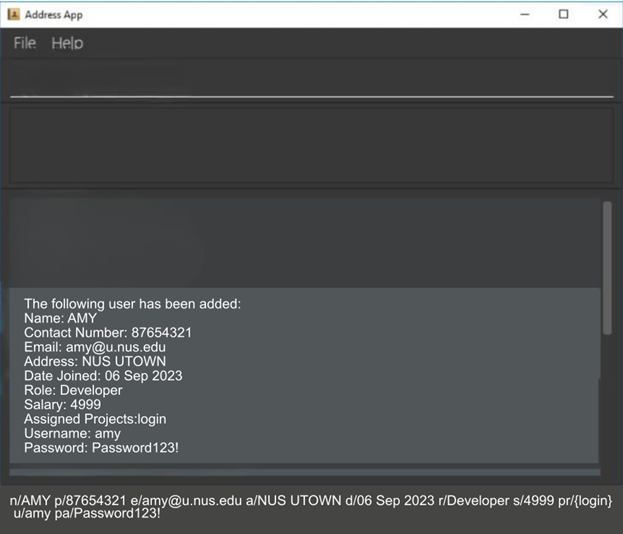 Address App
File Help
The following user has been added:
Name: AMY
Contact Number: 87654321
Email: amy@u.nus.edu
Address: NUS UTOWN
Date Joined: 06 Sep 2023
Role: Developer
Salary: 4999
Assigned Projects:login
Username: amy
Password: Password123!
n/AMY p/87654321 e/amy@u.nus.edu a/NUS UTOWN d/06 Sep 2023 r/Developer s/4999 pr/{login}
u/amy pa/Password123!